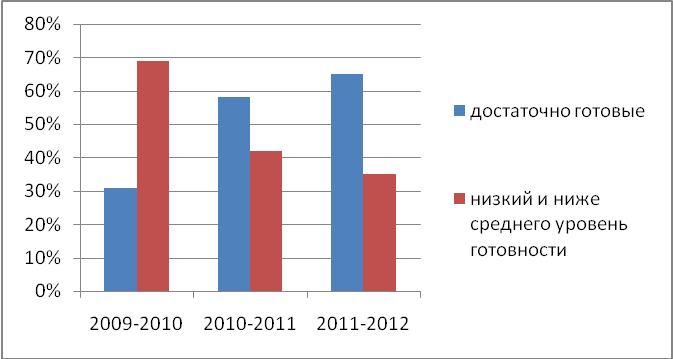 80%
70%
60%
50%
40%
30%
20%
10%
0%
2009-2010 2010-2011 2011-2012
достаточно готовые
низкий и ниже
среднего уровень
готовности